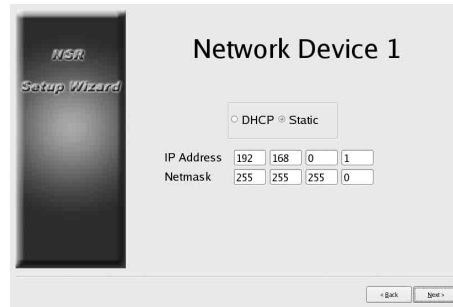 NSR
Setup Wizard
Network Device 1
DHCP Static
IP Address 192 168 0 1
Netmask 255 255 255 0
< Back Next >